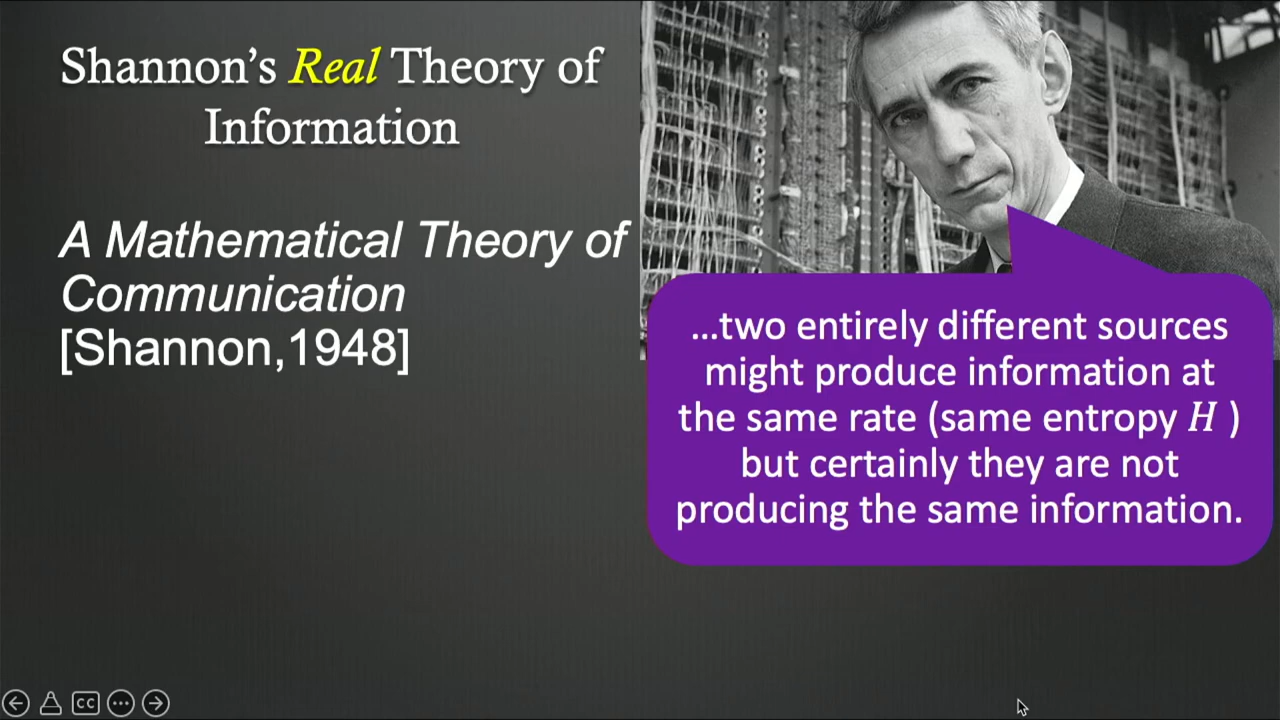 Shannon's Real Theory of
Information
A Mathematical Theory of
Communication
[Shannon,1948]
...two entirely different sources
might produce information at
the same rate (same entropy H )
but certainly they are not
producing the same information.
CC